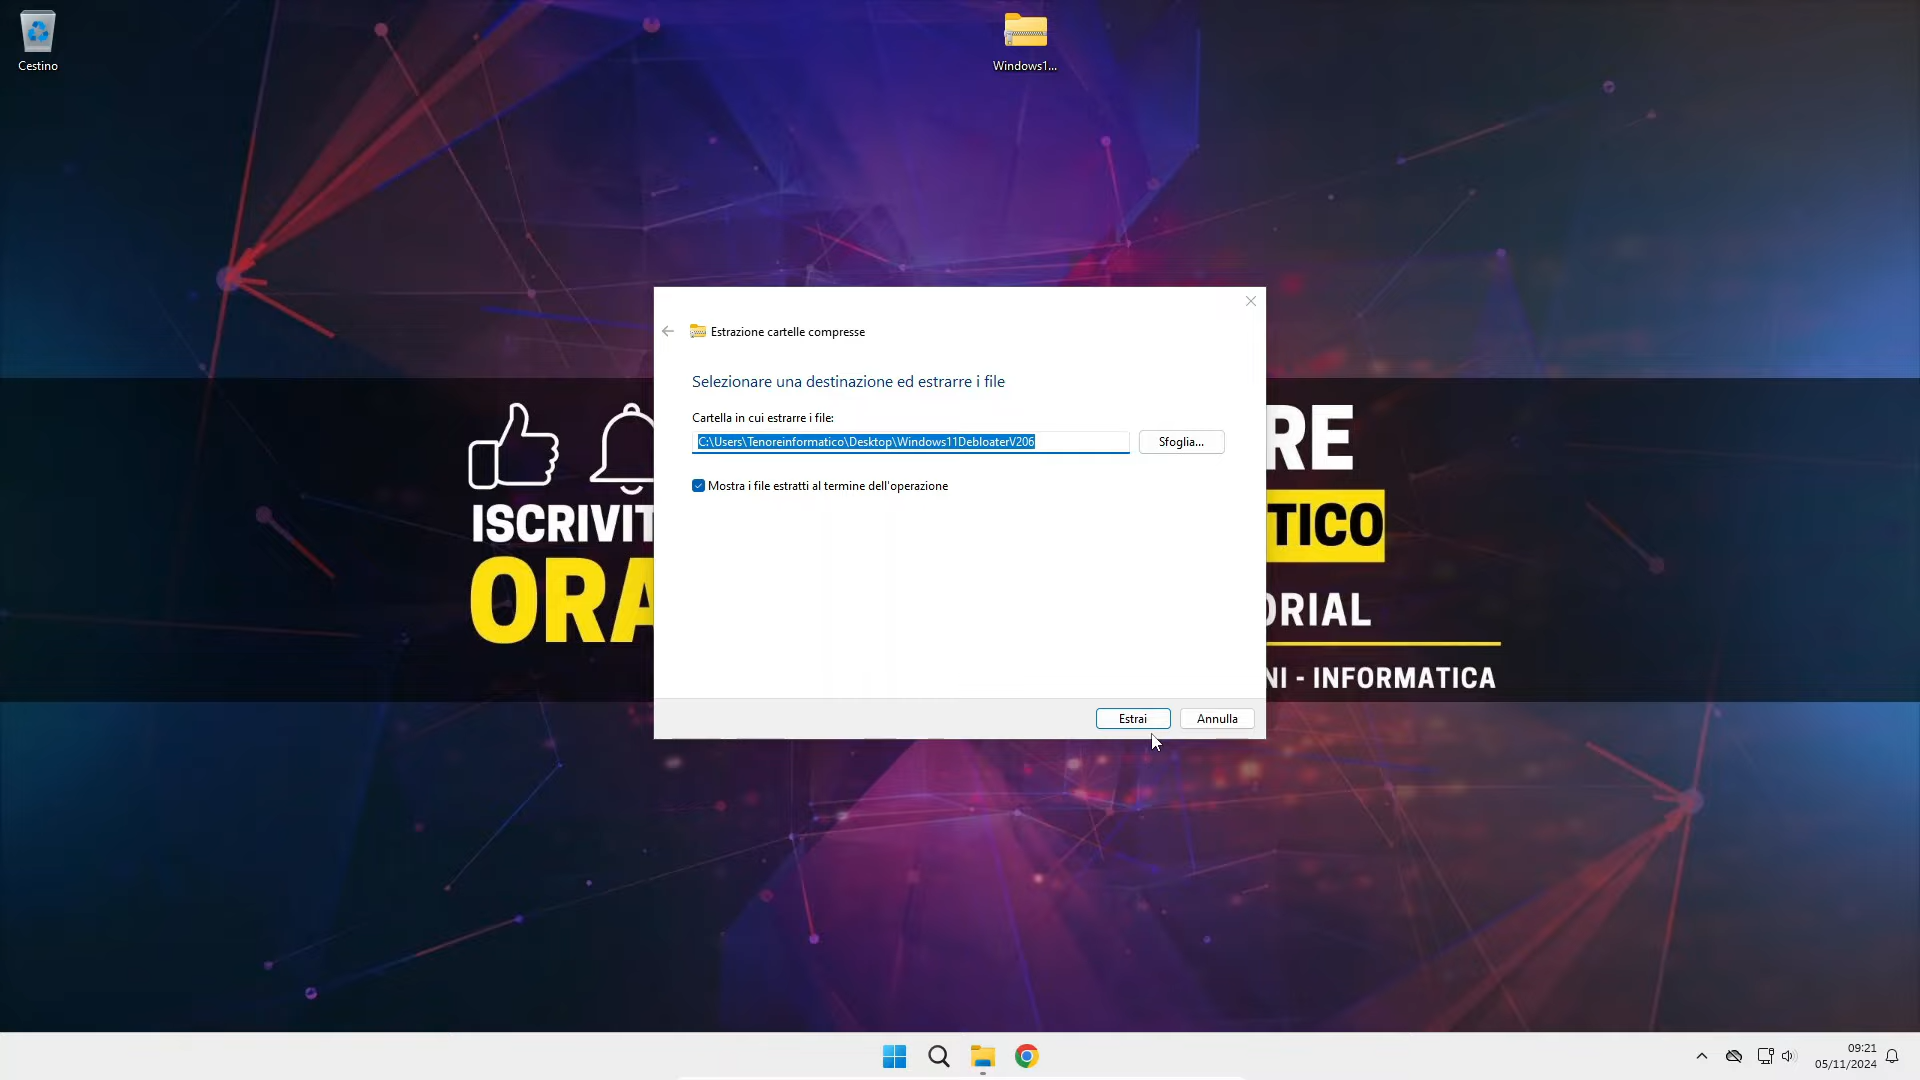 Cestino
Windows1...
Estrazione cartelle compresse
Selezionare una destinazione ed estrarre i file
Cartella in cui estrarre i file:
C:\Users\Tenoreinformatico\Desktop\Windows11DebloaterV206
Sfoglia...
Mostra i file estratti al termine dell'operazione
Estrai
Annulla
ISCRIVIT
ORA
RE
TICO
ORIAL
NI - INFORMATICA
09:21
05/11/2024